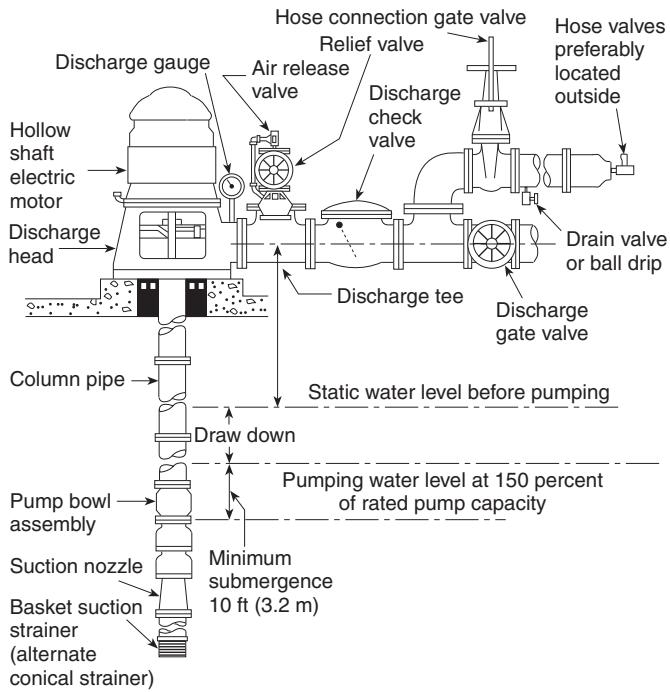 Hose connection gate valve
Relief valve
Hose valves
preferably
located
outside
Discharge gauge
Air release
valve
Discharge
check
valve
Hollow
shaft
electric
motor
Discharge
head
Drain valve
or ball drip
Discharge tee
Discharge
gate valve
Column pipe
Static water level before pumping
Draw down
Pumping water level at 150 percent
of rated pump capacity
Pump bowl
assembly
Minimum
submergence
10 ft (3.2 m)
Suction nozzle
Basket suction
strainer
(alternate
conical strainer)